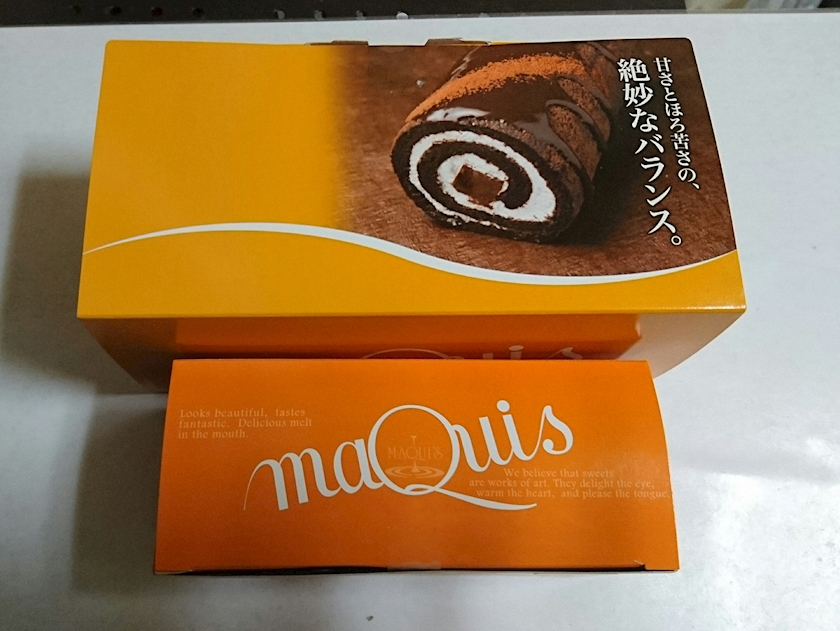 甘さとほろ苦さの、
絶妙なバランス。
Quis
Looks beautiful, tastes
fantastic. Delicious melt
in the mouth.
maQuis
MAQUI'S
We believe that sweets
are works of art. They delight the eye,
warm the heart, and please the tongue.